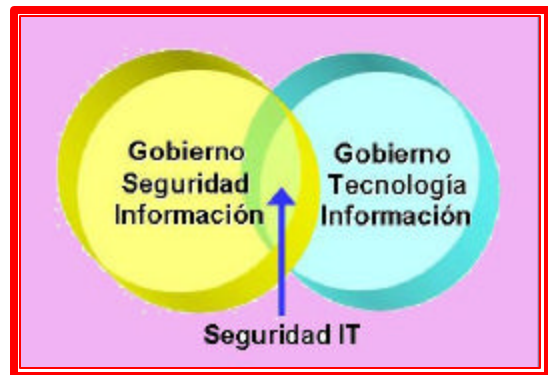 Gobierno
Seguridad
Información
Gobierno
Tecnología
Información
Seguridad IT